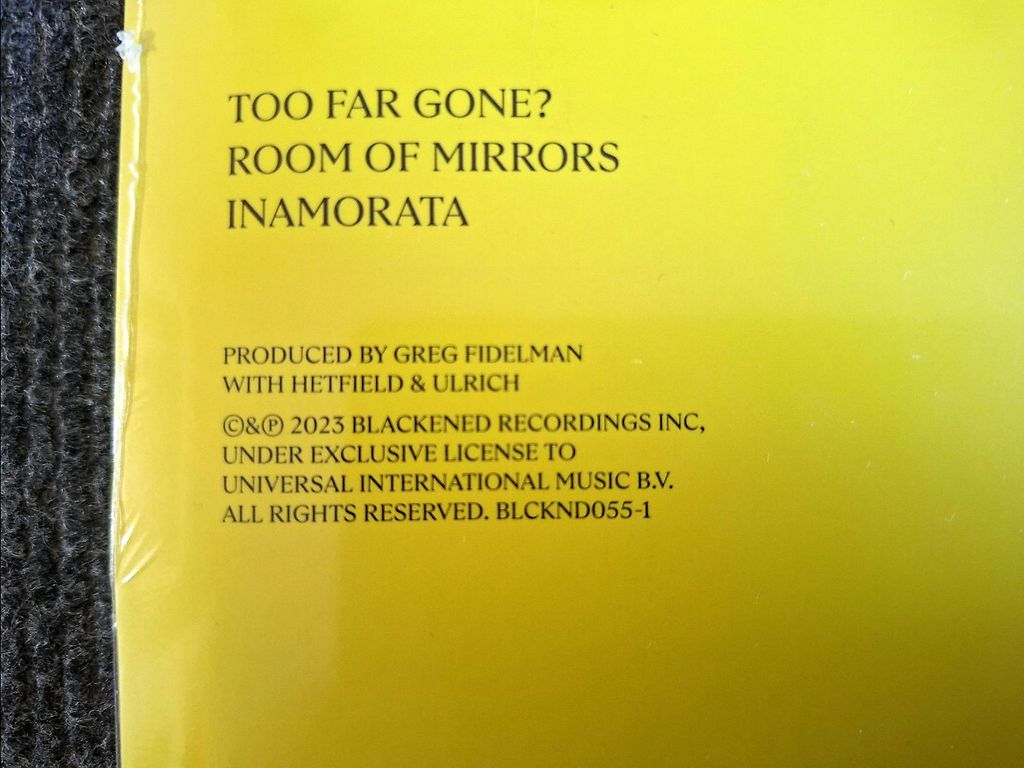 TOO FAR GONE?
ROOM OF MIRRORS
INAMORATA
PRODUCED BY GREG FIDELMAN
WITH HETFIELD & ULRICH
©&℗ 2023 BLACKENED RECORDINGS INC,
UNDER EXCLUSIVE LICENSE TO
UNIVERSAL INTERNATIONAL MUSIC B.V.
ALL RIGHTS RESERVED. BLCKND055-1